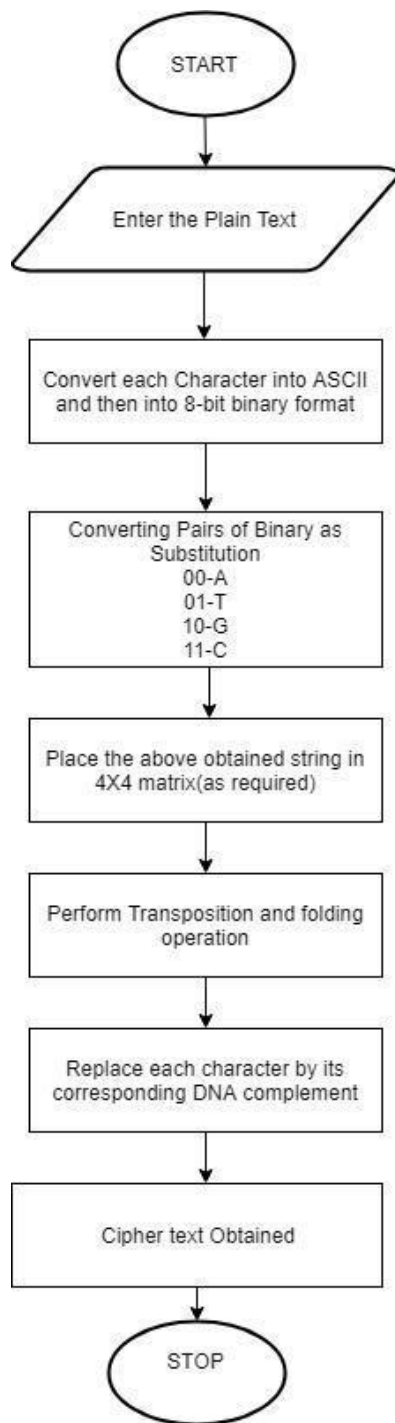 START
Enter the Plain Text
Convert each Character into ASCII
and then into 8-bit binary format
Converting Pairs of Binary as
Substitution
00-A
01-T
10-G
11-C
Place the above obtained string in
4X4 matrix(as required)
Perform Transposition and folding
operation
Replace each character by its
corresponding DNA complement
Cipher text Obtained
STOP